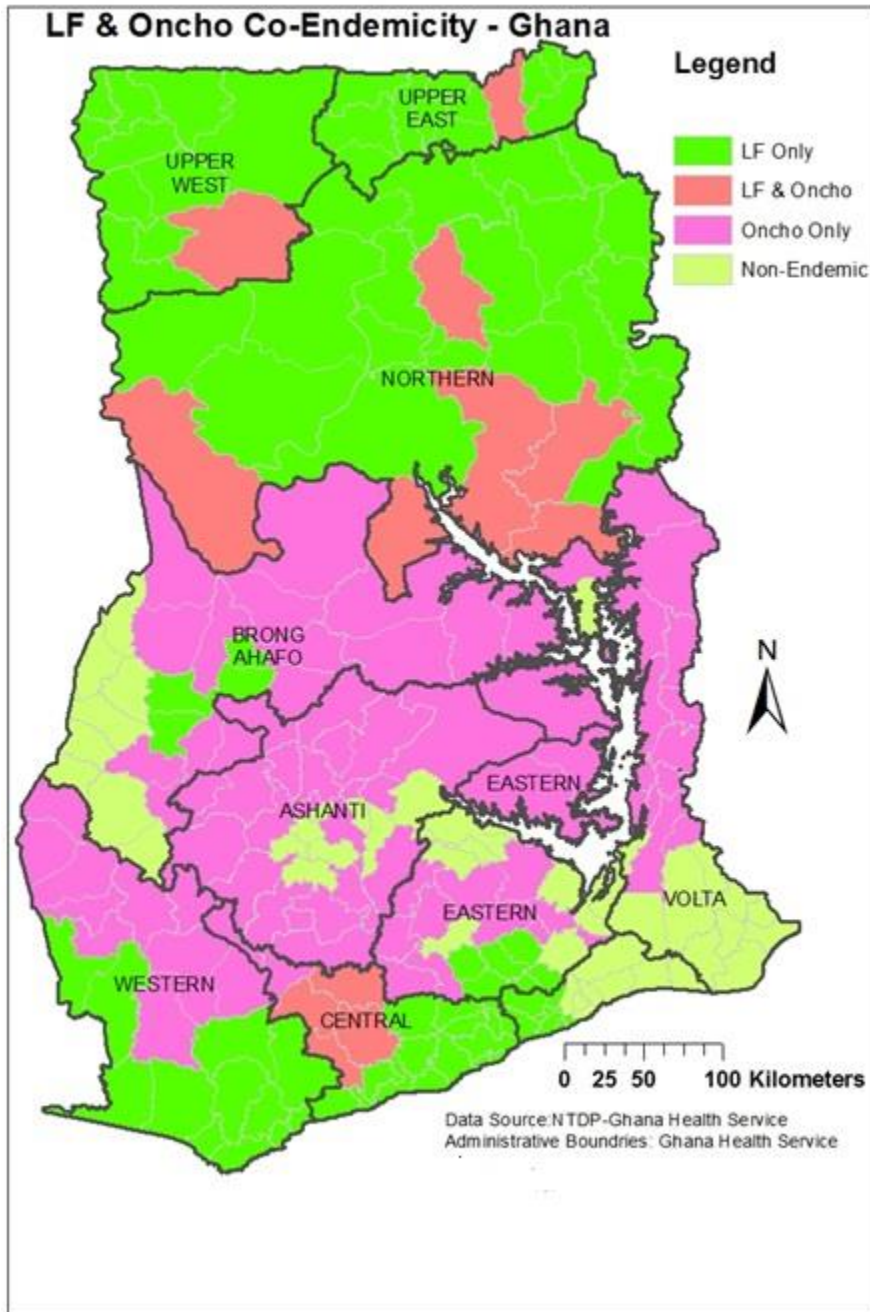 LF & Oncho Co-Endemicity - Ghana
Legend
LF Only
LF & Oncho
Oncho Only
Non-Endemic
UPPER
EAST
UPPER
WEST
NORTHERN
BRONG
AHAFO
N
EASTERN
ASHANTI
EASTERN
VOLTA
WESTERN
CENTRAL
0 25 50 100 Kilometers
Data Source:NTDP-Ghana Health Service
Administrative Boundries: Ghana Health Service